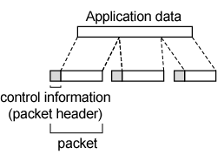 Application data
control information
(packet header)
packet